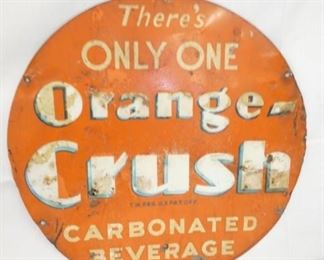 There's
ONLY ONE
Orange-
Crush
CARBONATED
BEVERAGE